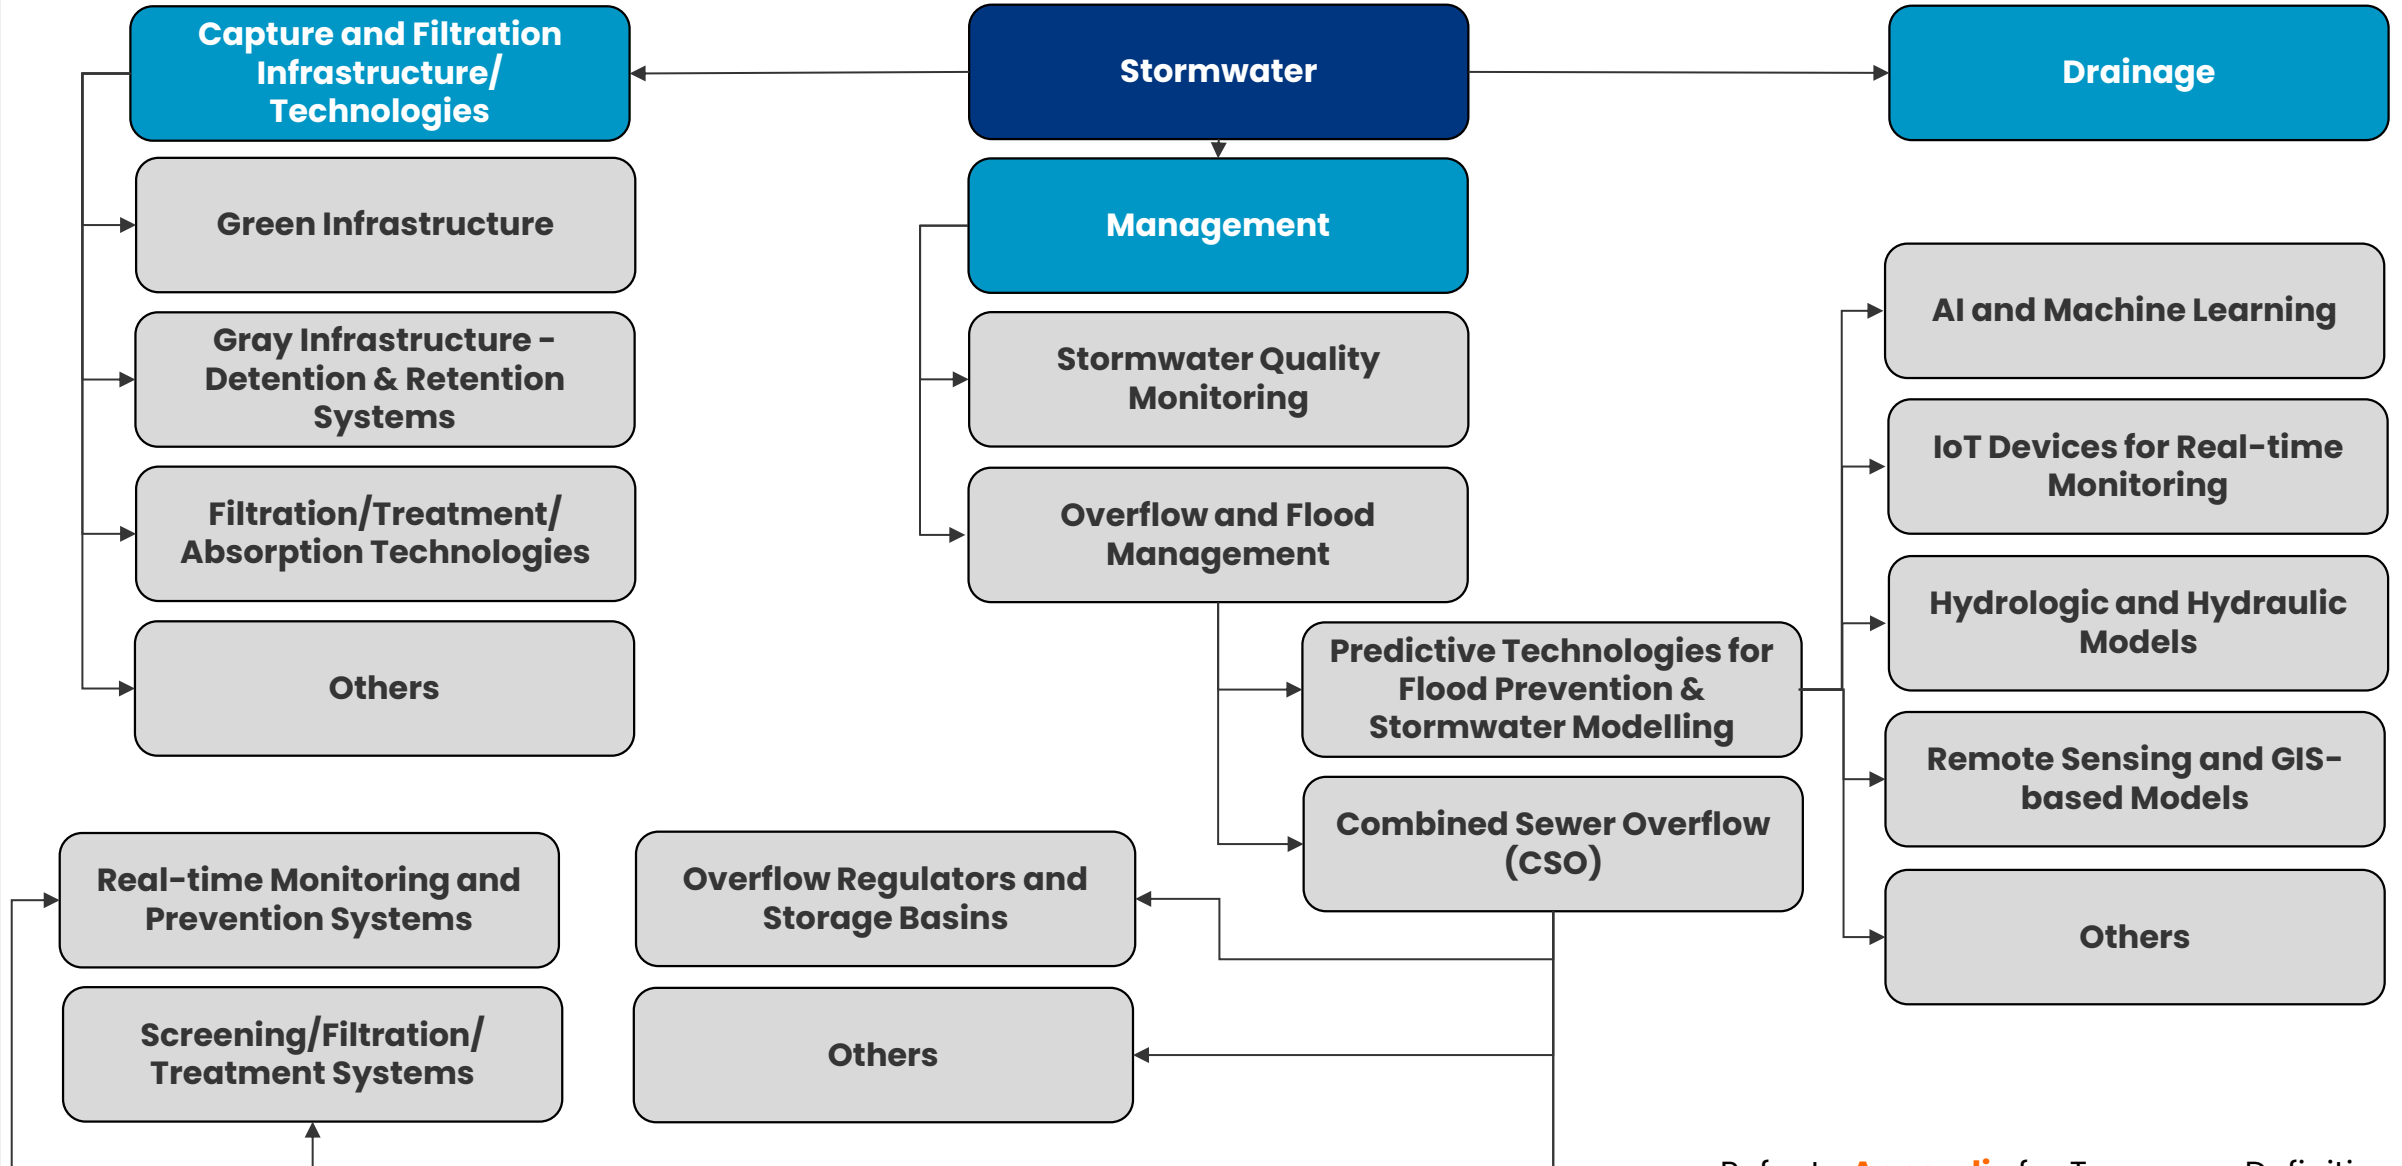 Capture and Filtration
Infrastructure/
Technologies
Stormwater
Drainage
Green Infrastructure
Management
Gray Infrastructure -
Detention & Retention
Systems
Stormwater Quality
Monitoring
AI and Machine Learning
Filtration/Treatment/
Absorption Technologies
Overflow and Flood
Management
IoT Devices for Real-time
Monitoring
Others
Predictive Technologies for
Flood Prevention &
Stormwater Modelling
Hydrologic and Hydraulic
Models
Remote Sensing and GIS-
based Models
Combined Sewer Overflow
(CSO)
Real-time Monitoring and
Prevention Systems
Overflow Regulators and
Storage Basins
Others
Screening/Filtration/
Treatment Systems
Others